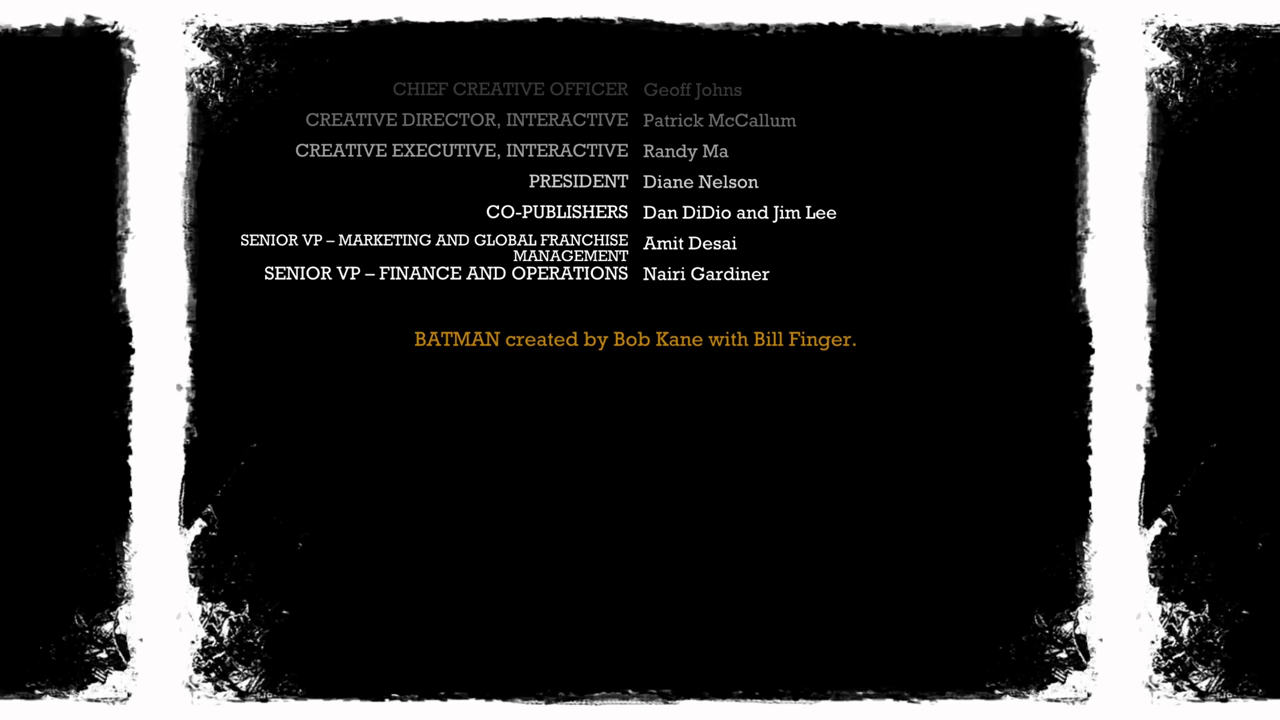 CHIEF CREATIVE OFFICER Geoff Johns
CREATIVE DIRECTOR, INTERACTIVE Patrick McCallum
CREATIVE EXECUTIVE, INTERACTIVE Randy Ma
PRESIDENT Diane Nelson
CO-PUBLISHERS Dan DiDio and Jim Lee
SENIOR VP – MARKETING AND GLOBAL FRANCHISE Amit Desai
MANAGEMENT
SENIOR VP – FINANCE AND OPERATIONS Nairi Gardiner
BATMAN created by Bob Kane with Bill Finger.